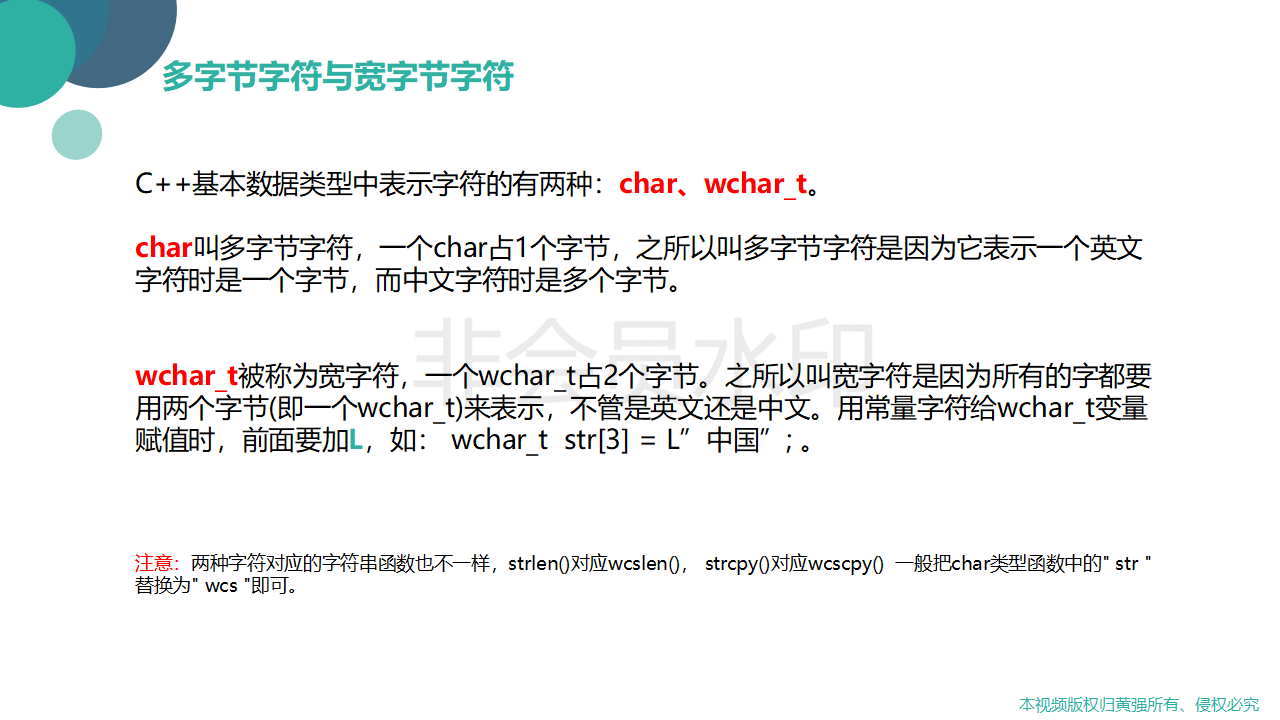 多字节字符与宽字节字符
C++基本数据类型中表示字符的有两种：char、wchar_t。
char叫多字节字符，一个char占1个字节，之所以叫多字节字符是因为它表示一个英文
字符时是一个字节，而中文字符时是多个字节。
非会员水印
wchar_t被称为宽字符，一个wchar_t占2个字节。之所以叫宽字符是因为所有的字都要
用两个字节(即一个wchar_t)来表示，不管是英文还是中文。用常量字符给wchar_t变量
赋值时，前面要加L，如： wchar_t str[3] = L”中国”; 。
注意：两种字符对应的字符串函数也不一样，strlen()对应wcslen()， strcpy()对应wcscpy() 一般把char类型函数中的" str "
替换为" wcs "即可。
本视频版权归黄强所有、侵权必究